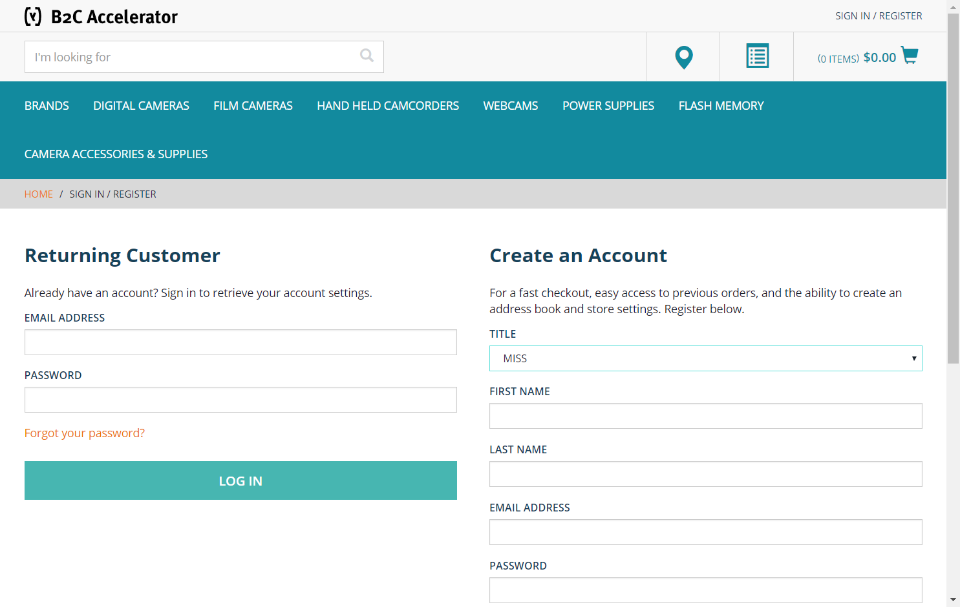 B2C Accelerator
SIGN IN / REGISTER
I'm looking for
(0 ITEMS) $0.00
BRANDS DIGITAL CAMERAS FILM CAMERAS HAND HELD CAMCORDERS WEBCAMS POWER SUPPLIES FLASH MEMORY
CAMERA ACCESSORIES & SUPPLIES
HOME / SIGN IN / REGISTER
Returning Customer
Already have an account? Sign in to retrieve your account settings.
EMAIL ADDRESS
PASSWORD
Forgot your password?
LOG IN
Create an Account
For a fast checkout, easy access to previous orders, and the ability to create an
address book and store settings. Register below.
TITLE
MISS
FIRST NAME
LAST NAME
EMAIL ADDRESS
PASSWORD